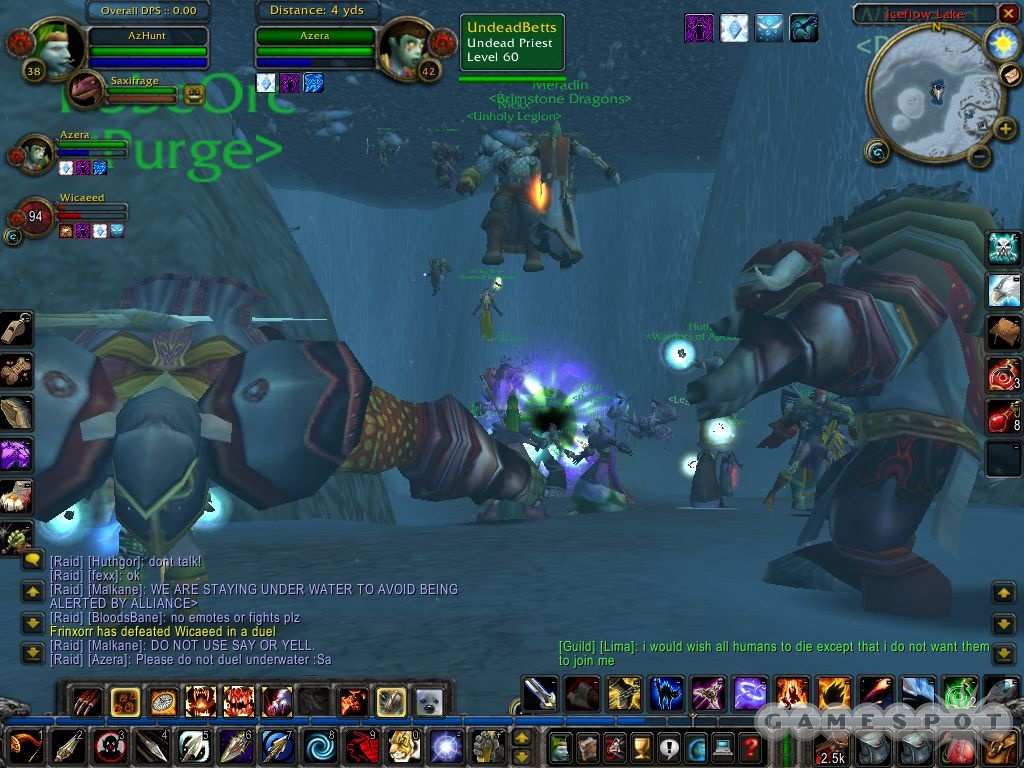 Overall DPS :: 0.00
Distance: 4 yds
AzHunt
Azera
38
42
UndeadBetts
Undead Priest
Level 60
Iceflow Lake
N
Saxifrage
Purge>
Azera
Wicaeed
94
Meradin
<Brimstone Dragons>
<Unholy Legion>
[Raid] [Huthgor]: dont talk!
[Raid] [fexx]: ok
[Raid] [Malkane]: WE ARE STAYING UNDER WATER TO AVOID BEING
ALERTED BY ALLIANCE>
[Raid] [BloodsBane]: no emotes or fights plz
Frinxorr has defeated Wicaeed in a duel
[Raid] [Malkane]: DO NOT USE SAY OR YELL.
[Raid] [Azera]: Please do not duel underwater :Sa
[Guild] [Lima]: i would wish all humans to die except that i do not want them
to join me
3
8
GAMESPOT
2.5k